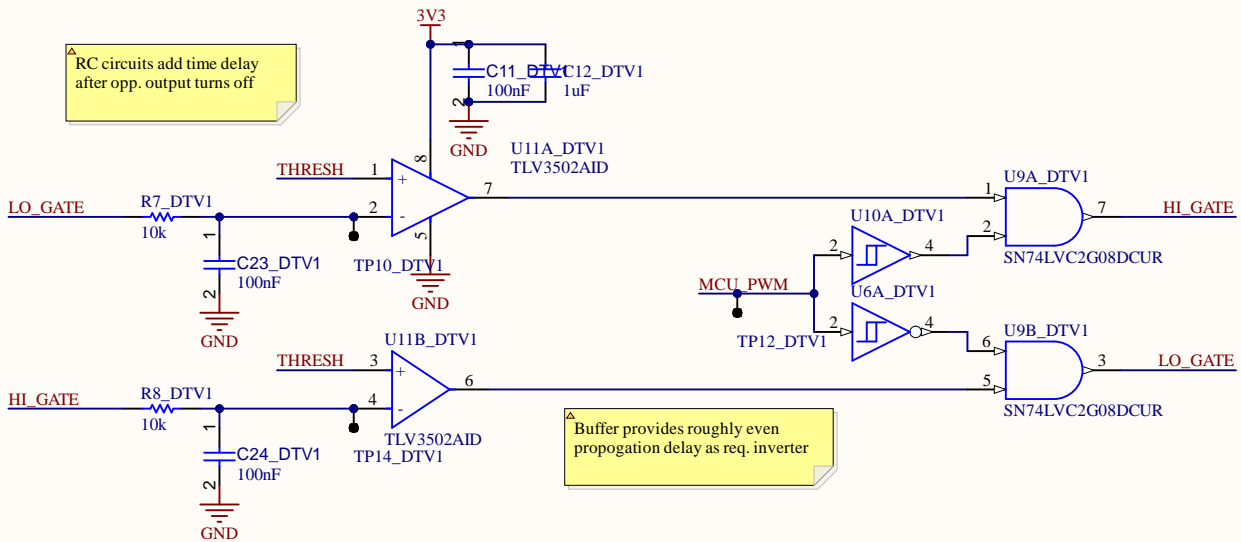 3V3
RC circuits add time delay
after opp. output turns off
1
2
C11_DTV1
100nF
C12_DTV1
1uF
GND
U11A_DTV1
TLV3502AID
THRESH
1
+
8
7
LO_GATE
R7_DTV1
10k
2
-
5
1
2
C23_DTV1
100nF
GND
TP10_DTV1
GND
U9A_DTV1
1
2
7
HI_GATE
SN74LVC2G08DCUR
U10A_DTV1
2
4
MCU_PWM
TP12_DTV1
U6A_DTV1
2
4
U9B_DTV1
6
5
3
LO_GATE
SN74LVC2G08DCUR
U11B_DTV1
THRESH
3
+
6
HI_GATE
R8_DTV1
10k
4
-
TLV3502AID
TP14_DTV1
1
2
C24_DTV1
100nF
GND
Buffer provides roughly even
propogation delay as req. inverter